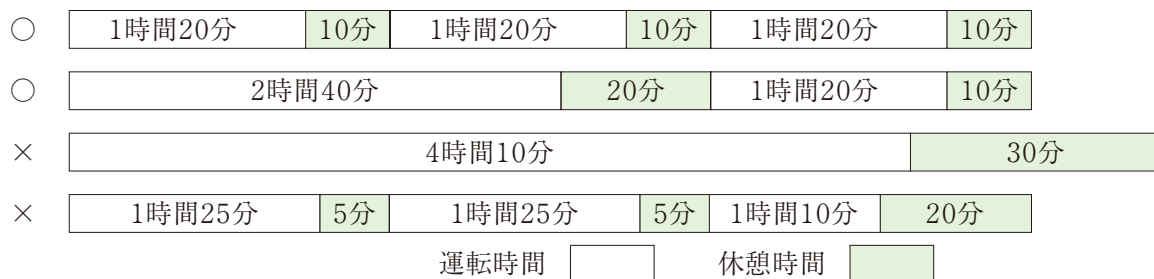 ○ 1時間20分 10分 1時間20分 10分 1時間20分 10分
○ 2時間40分 20分 1時間20分 10分
× 4時間10分 30分
× 1時間25分 5分 1時間25分 5分 1時間10分 20分
運転時間 休憩時間